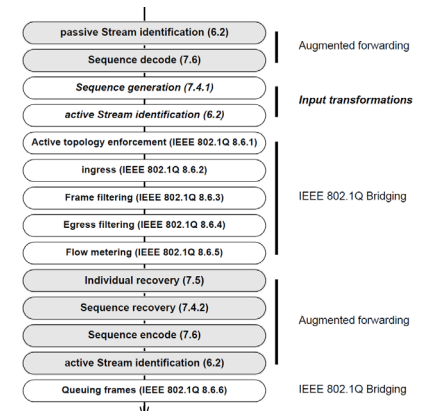 passive Stream identification (6.2)
Augmented forwarding
Sequence decode (7.6)
Sequence generation (7.4.1)
Input transformations
active Stream identification (6.2)
Active topology enforcement (IEEE 802.1Q 8.6.1)
ingress (IEEE 802.1Q 8.6.2)
Frame filtering (IEEE 802.1Q 8.6.3)
IEEE 802.1Q Bridging
Egress filtering (IEEE 802.1Q 8.6.4)
Flow metering (IEEE 802.1Q 8.6.5)
Individual recovery (7.5)
Sequence recovery (7.4.2)
Augmented forwarding
Sequence encode (7.6)
active Stream identification (6.2)
Queuing frames (IEEE 802.1Q 8.6.6)
IEEE 802.1Q Bridging